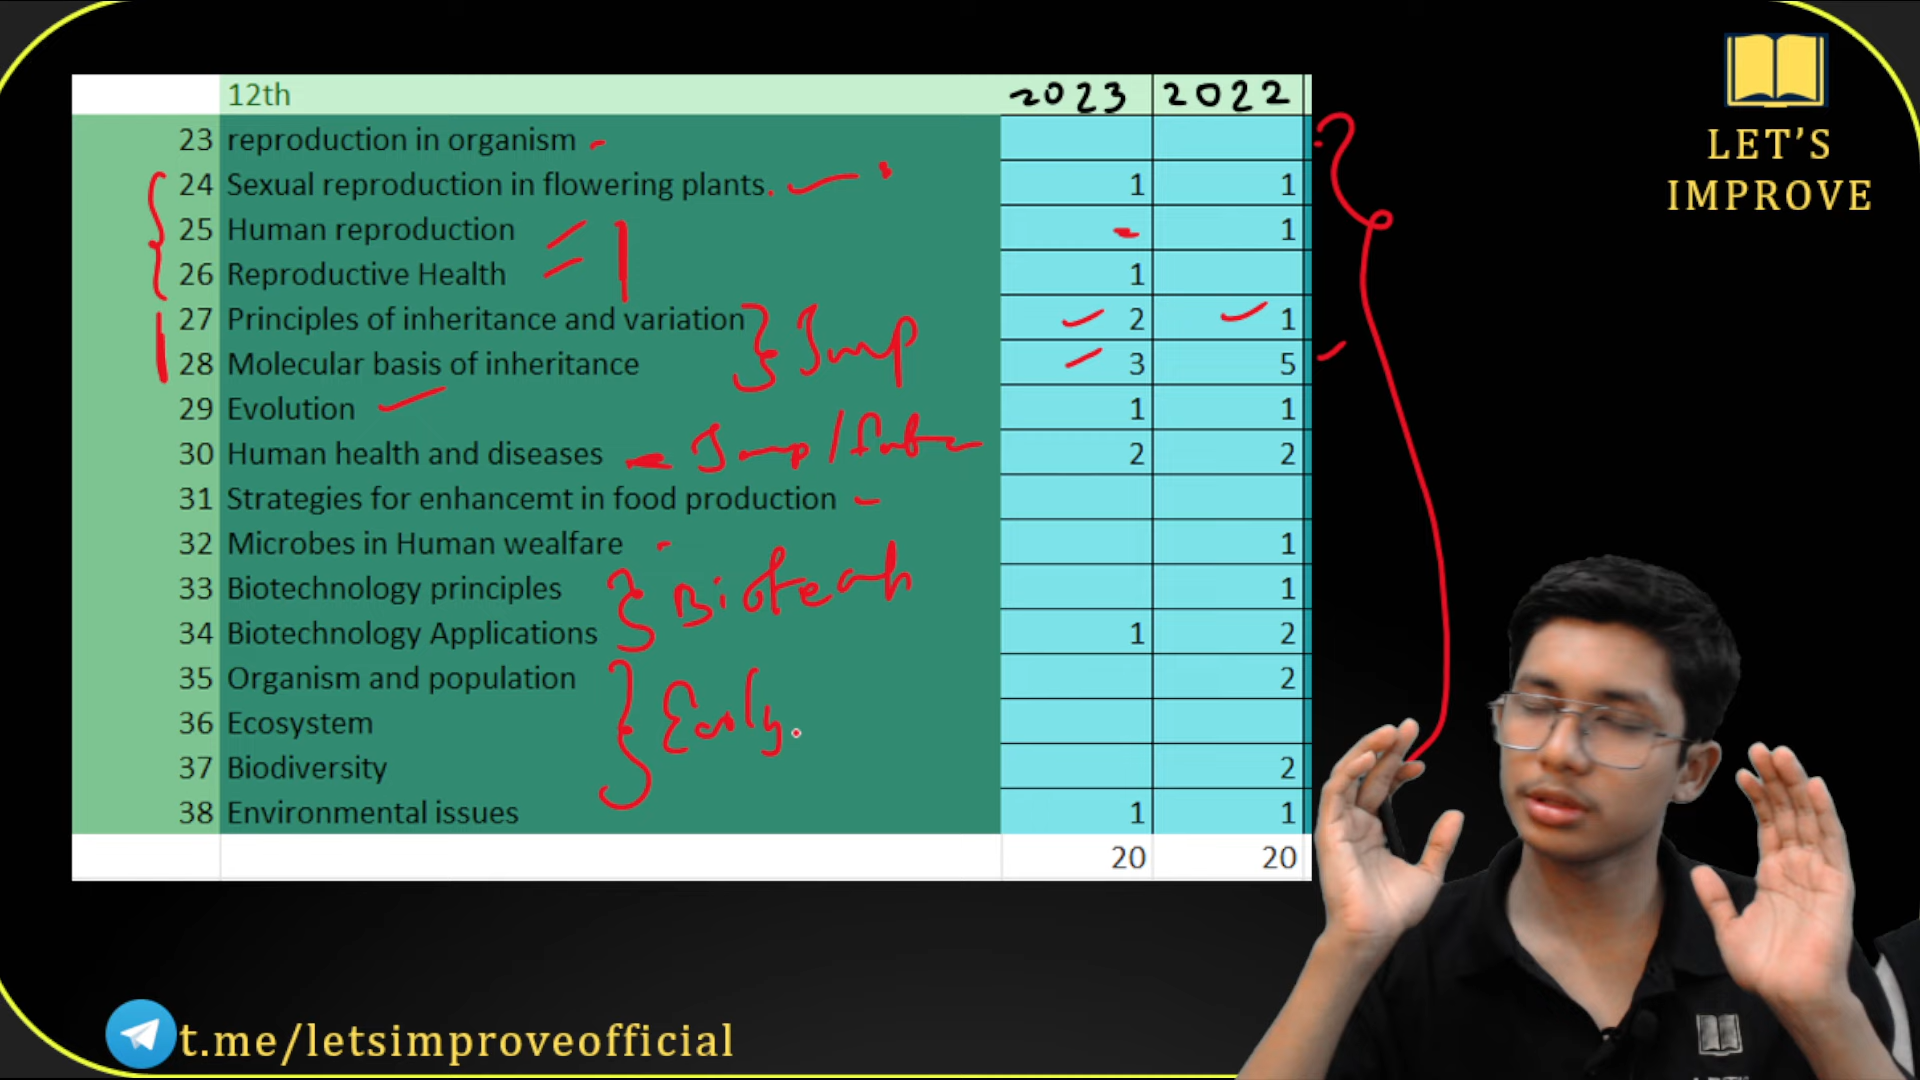 12th 2023 2022
23 reproduction in organism
24 Sexual reproduction in flowering plants. 1 1
25 Human reproduction 1
26 Reproductive Health 1
27 Principles of inheritance and variation 2 1
28 Molecular basis of inheritance 3 5
Imp
29 Evolution 1 1
30 Human health and diseases 2 2
Imp /
31 Strategies for enhancemt in food production
32 Microbes in Human wealfare 1
33 Biotechnology principles 1
34 Biotechnology Applications 1 2
35 Organism and population 2
36 Ecosystem
37 Biodiversity 2
38 Environmental issues 1 1
20 20
LET'S
IMPROVE
t.me/letsimproveofficial